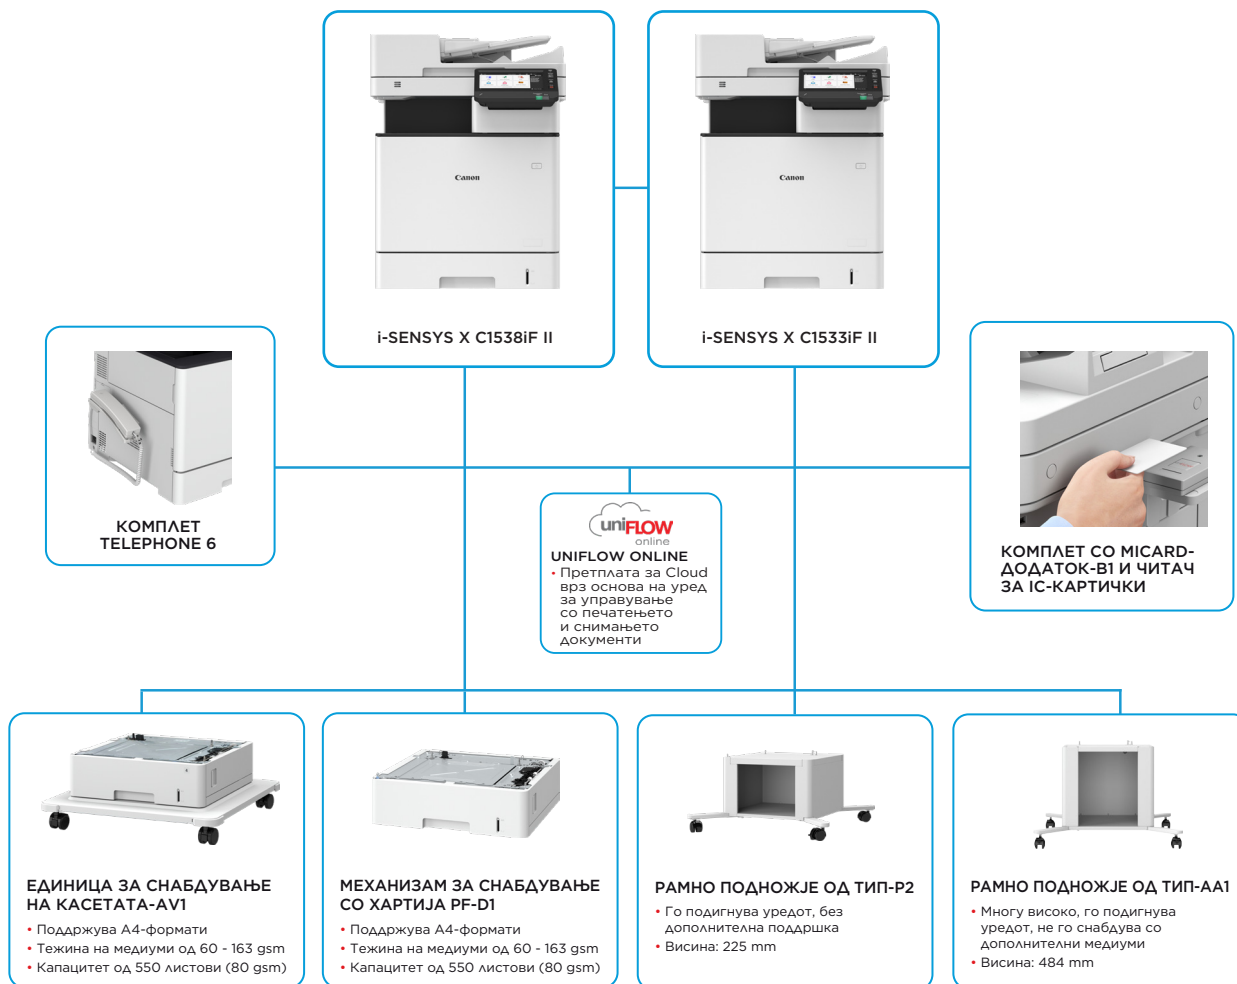 Canon
Canon
i-SENSYS X C1538iF II
i-SENSYS X C1533iF II
КОМПЛЕТ
TELEPHONE 6
uniFLOW
online
UNIFLOW ONLINE
• Претплата за Cloud
врз основа на уред
за управување
со печатењето
и снимањето
документи
КОМПЛЕТ СО MICARD-
ДОДАТОК-B1 И ЧИТАЧ
ЗА IC-КАРТИЧКИ
ЕДИНИЦА ЗА СНАБДУВАЊЕ
НА КАСЕТАТА-AV1
• Поддржува A4-формати
• Тежина на медиуми од 60 - 163 gsm
• Капацитет од 550 листови (80 gsm)
МЕХАНИЗАМ ЗА СНАБДУВАЊЕ
СО ХАРТИЈА PF-D1
• Поддржува A4-формати
• Тежина на медиуми од 60 - 163 gsm
• Капацитет од 550 листови (80 gsm)
РАМНО ПОДНОЖЈЕ ОД ТИП-P2
• Го подигнува уредот, без
дополнителна поддршка
• Висина: 225 mm
РАМНО ПОДНОЖЈЕ ОД ТИП-AA1
• Многу високо, го подигнува
уредот, не го снабдува со
дополнителни медиуми
• Висина: 484 mm